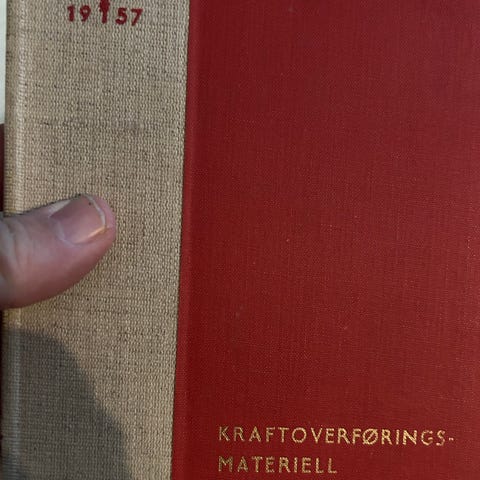 19 57
KRAFTOVERFØRINGS-
MATERIELL